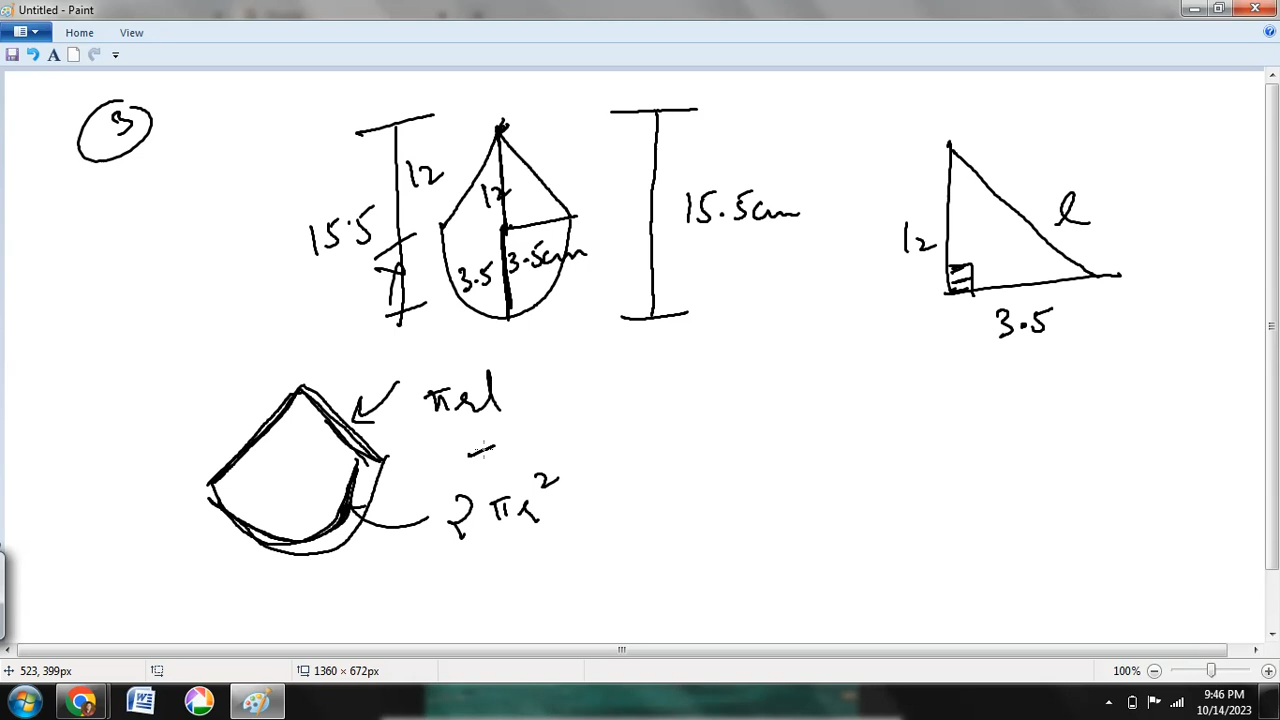 Untitled - Paint
Home View
A
3
12
15.5
12
3.5 3.5cm
15.5cm
12
l
3.5
πrl
2πr²
523, 399px
1360 × 672px
100%
9:46 PM
10/14/2023